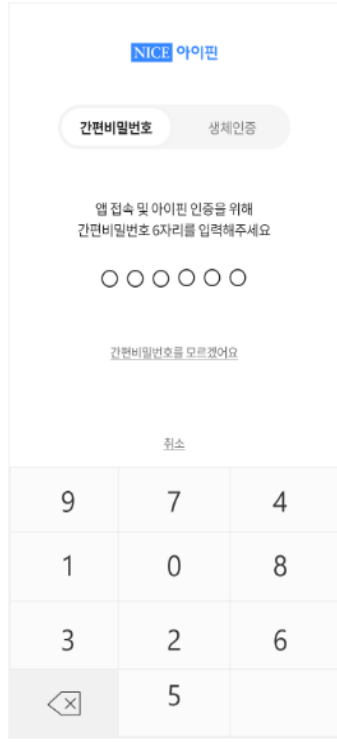 NICE 아이핀
간편비밀번호 생체인증
앱 접속 및 아이핀 인증을 위해
간편비밀번호 6자리를 입력해주세요
간편비밀번호를 모르겠어요
취소
9 7 4
1 0 8
3 2 6
5